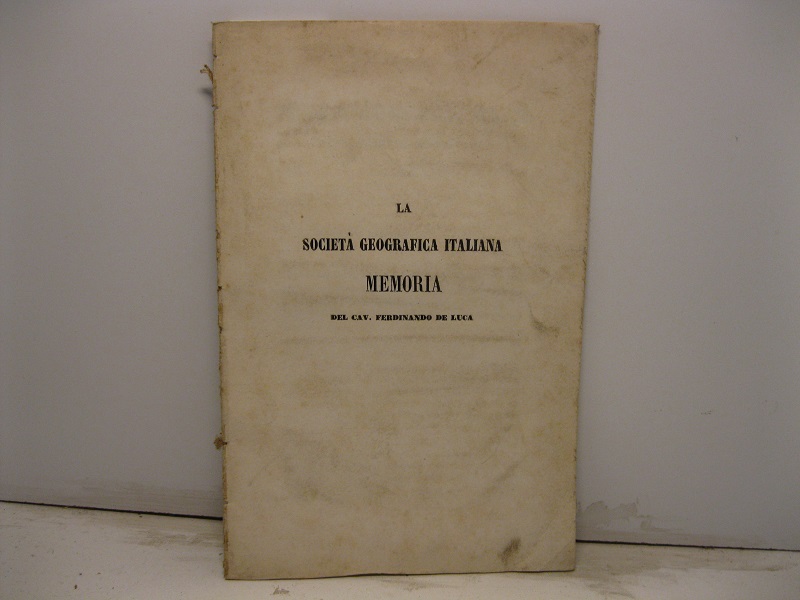 LA
SOCIETÀ GEOGRAFICA ITALIANA
MEMORIA
DEL CAV. FERDINANDO DE LUCA